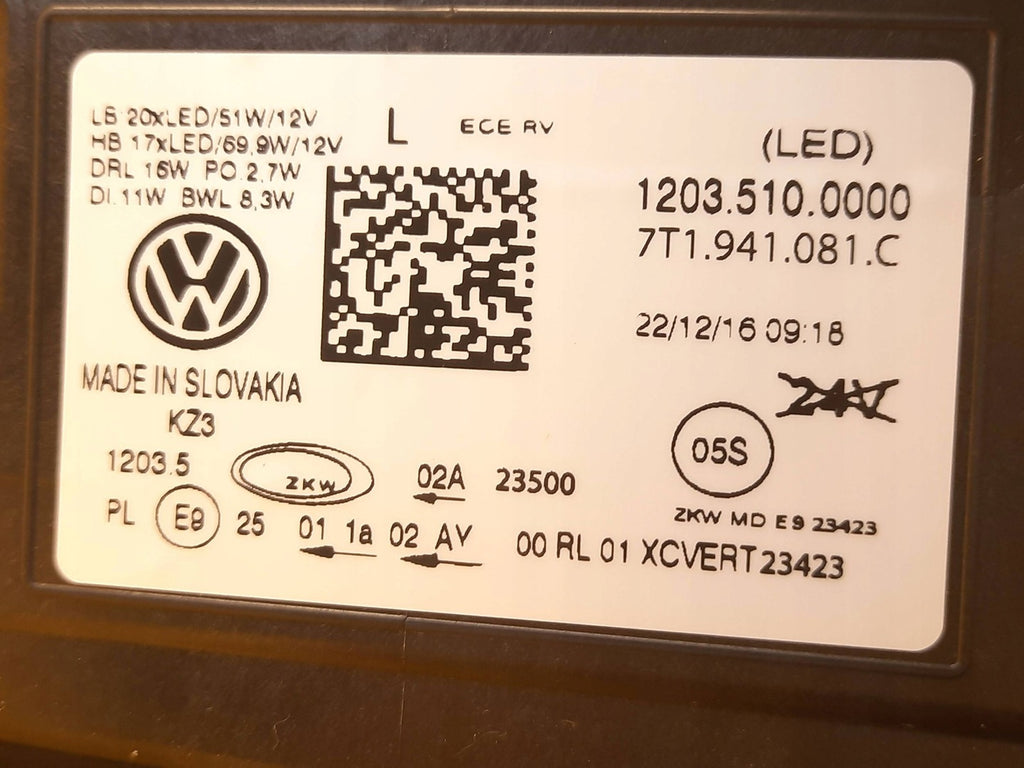 LB 20xLED/51W/12V
HB 17xLED/69,9W/12V
DRL 16W PO 2,7W
DI 11W BWL 8,3W
L
ECE RV
(LED)
1203.510.0000
7T1.941.081.C
22/12/16 09:18
MADE IN SLOVAKIA
KZ3
24V
05S
1203.5
ZKW
02A 23500
ZKW MD E9 23423
PL E9 25 01 1a 02 AY 00 RL 01 XCVERT 23423